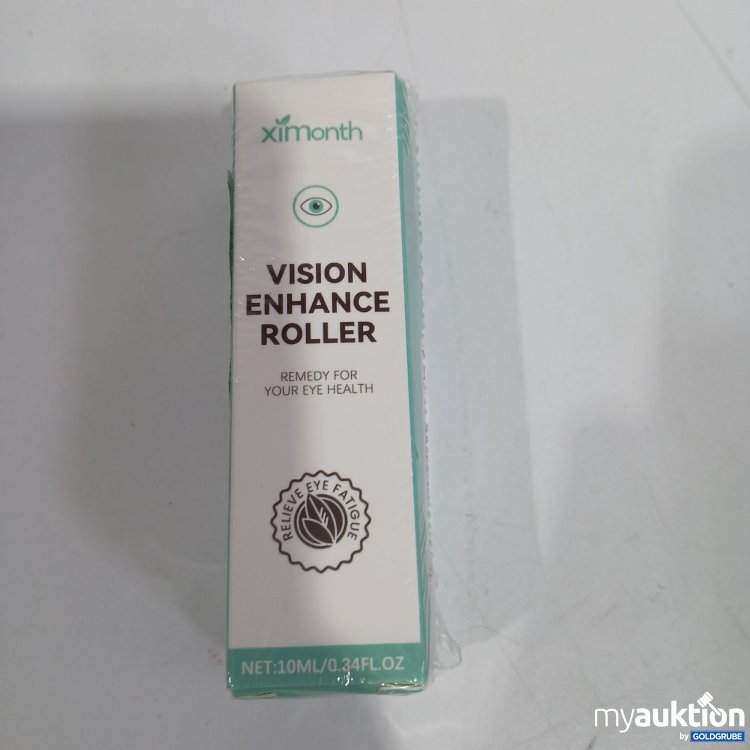 ximonth
VISION
ENHANCE
ROLLER
REMEDY FOR
YOUR EYE HEALTH
RELIEVE EYE FATIGUE
NET:10ML/0.34FL.OZ
myauktion
by GOLDGRUBE